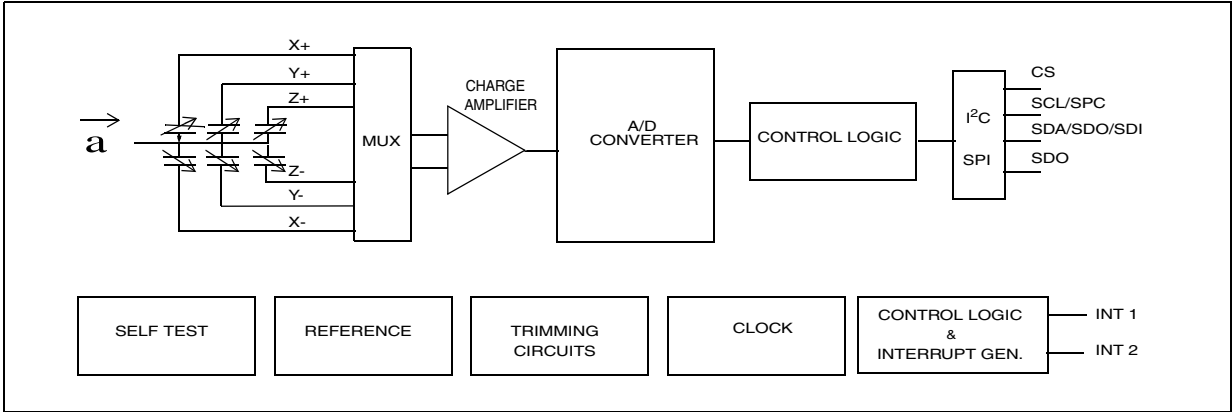 X+
Y+
Z+
a
Z-
Y-
X-
MUX
CHARGE
AMPLIFIER
A/D
CONVERTER
CONTROL LOGIC
I²C
SPI
CS
SCL/SPC
SDA/SDO/SDI
SDO
SELF TEST
REFERENCE
TRIMMING
CIRCUITS
CLOCK
CONTROL LOGIC
&
INTERRUPT GEN.
INT 1
INT 2